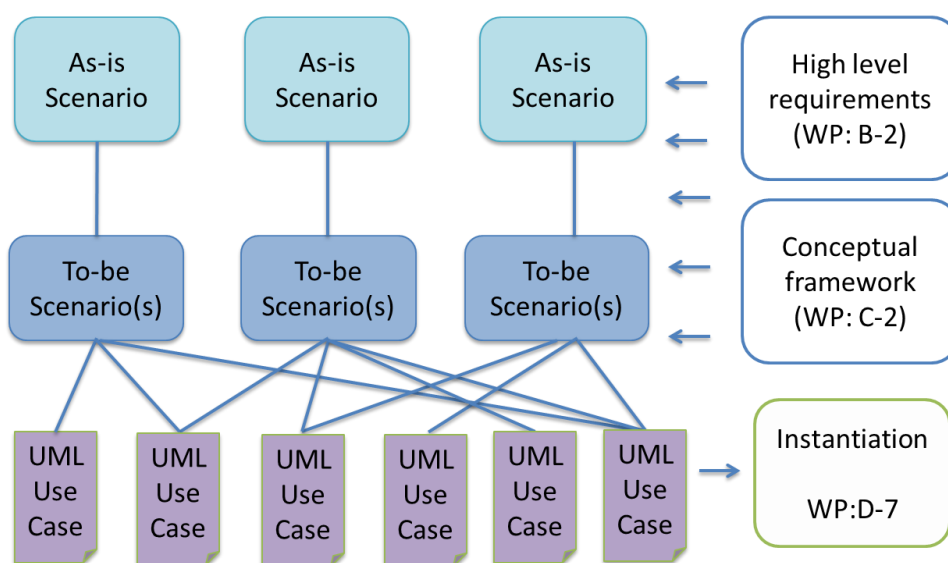 As-is
Scenario
As-is
Scenario
As-is
Scenario
High level
requirements
(WP: B-2)
To-be
Scenario(s)
To-be
Scenario(s)
To-be
Scenario(s)
Conceptual
framework
(WP: C-2)
UML
Use
Case
UML
Use
Case
UML
Use
Case
UML
Use
Case
UML
Use
Case
UML
Use
Case
Instantiation
WP:D-7